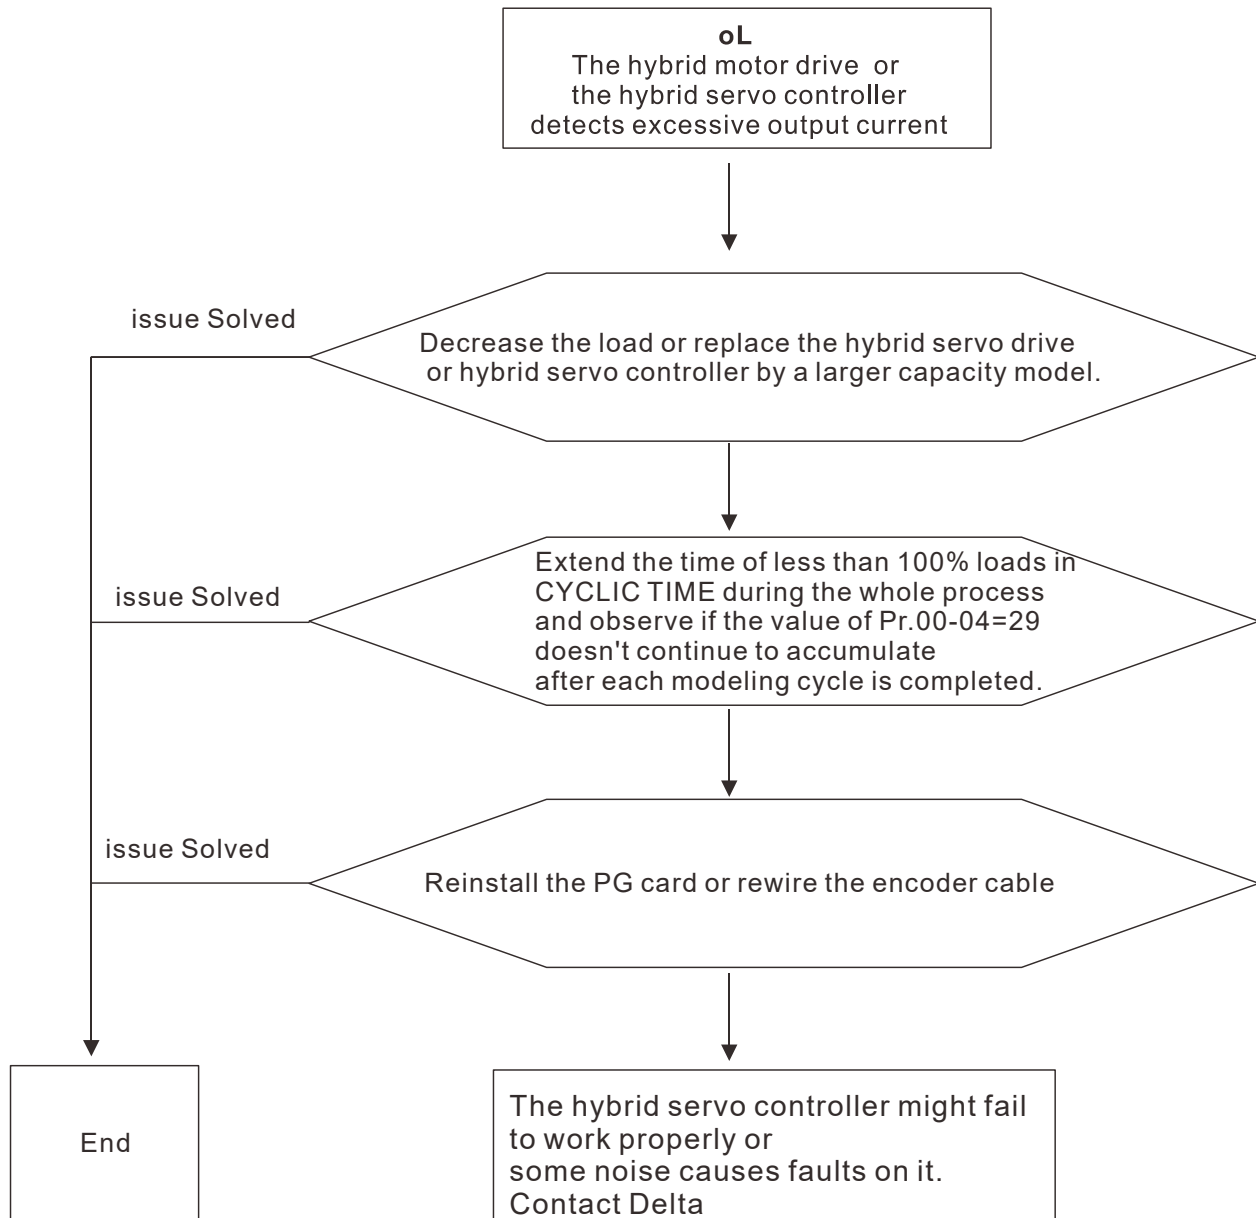 oL
The hybrid motor drive or
the hybrid servo controller
detects excessive output current
issue Solved
Decrease the load or replace the hybrid servo drive
or hybrid servo controller by a larger capacity model.
issue Solved
Extend the time of less than 100% loads in
CYCLIC TIME during the whole process
and observe if the value of Pr.00-04=29
doesn't continue to accumulate
after each modeling cycle is completed.
issue Solved
Reinstall the PG card or rewire the encoder cable
End
The hybrid servo controller might fail
to work properly or
some noise causes faults on it.
Contact Delta